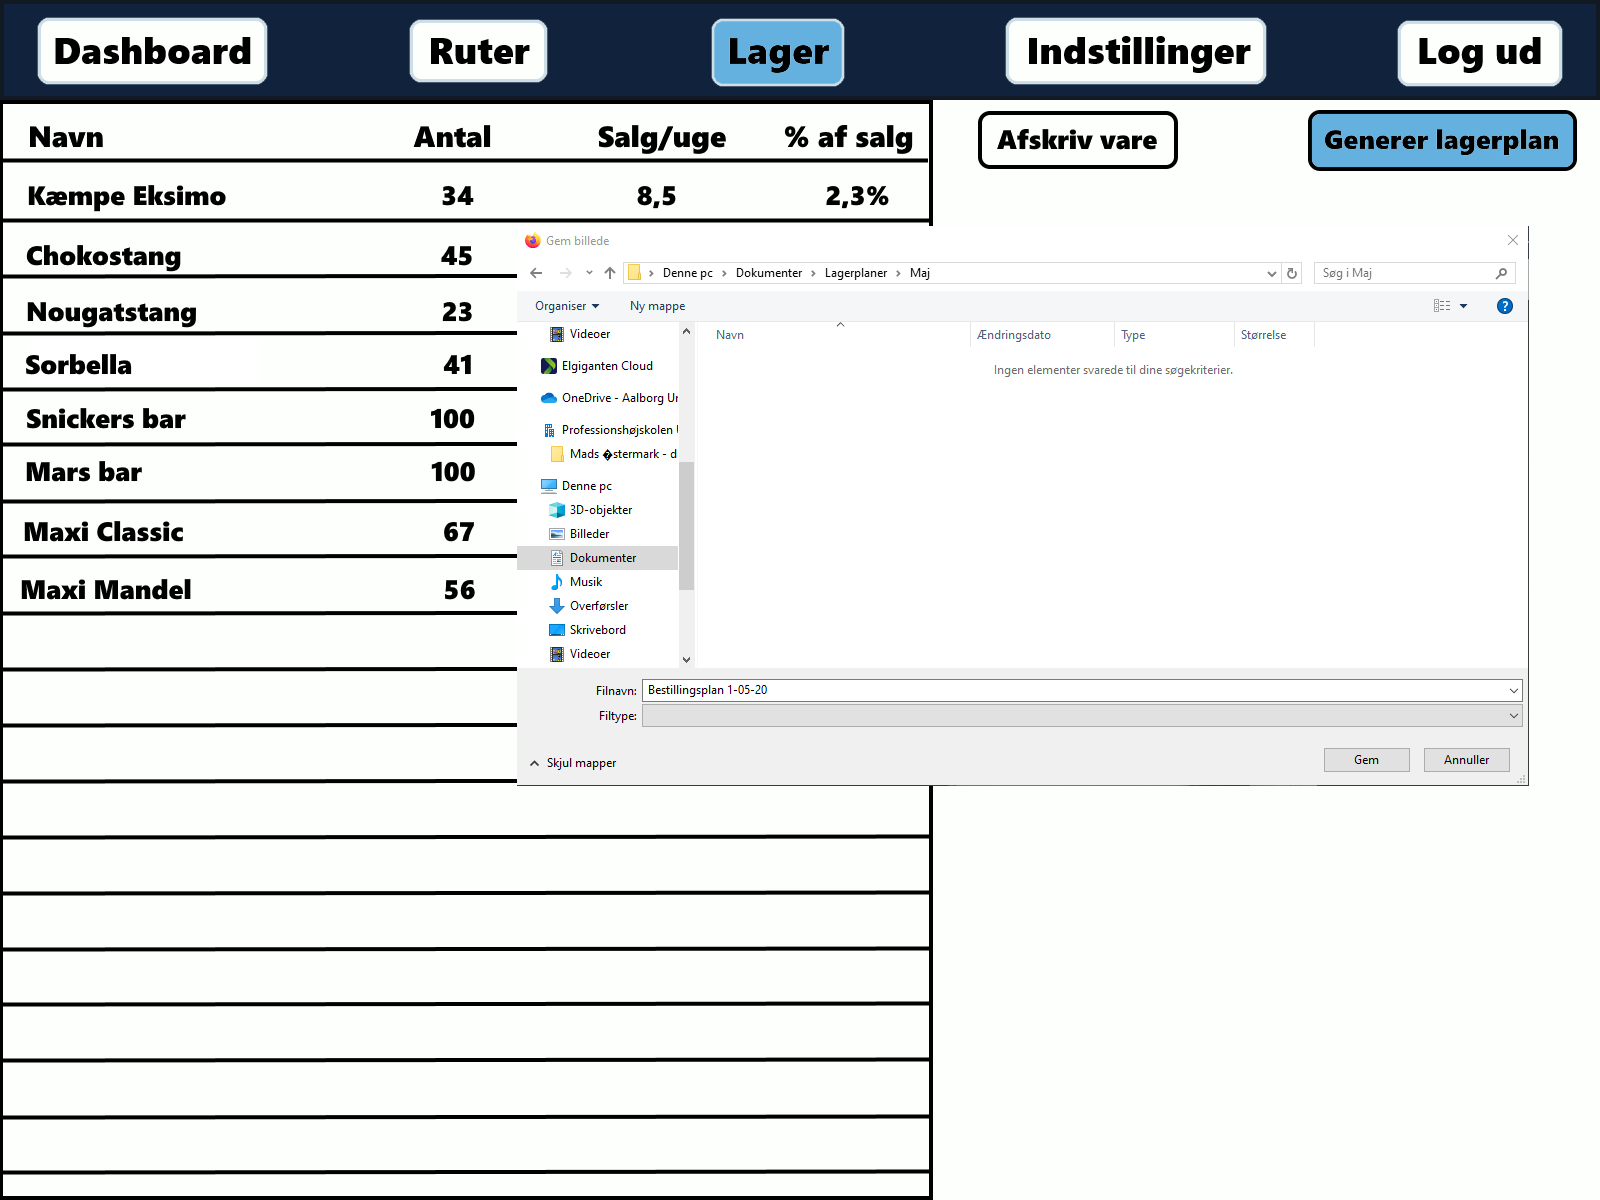 Dashboard Ruter Lager Indstillinger Log ud
Navn Antal Salg/uge % af salg
Afskriv vare Generer lagerplan
Kæmpe Eksimo 34 8,5 2,3%
Chokostang 45
Nougatstang 23
Sorbella 41
Snickers bar 100
Mars bar 100
Maxi Classic 67
Maxi Mandel 56
Gem billede
Denne pc Dokumenter Lagerplaner Maj Søg i Maj
Organiser Ny mappe
Navn Ændringsdato Type Størrelse
Ingen elementer svarede til dine søgekriterier.
Videoer
Elgiganten Cloud
OneDrive - Aalborg Un
Professionshøjskolen
Mads �stermark - d
Denne pc
3D-objekter
Billeder
Dokumenter
Musik
Overførsler
Skrivebord
Videoer
Filnavn: Bestillingsplan 1-05-20
Filtype:
Skjul mapper Gem Annuller